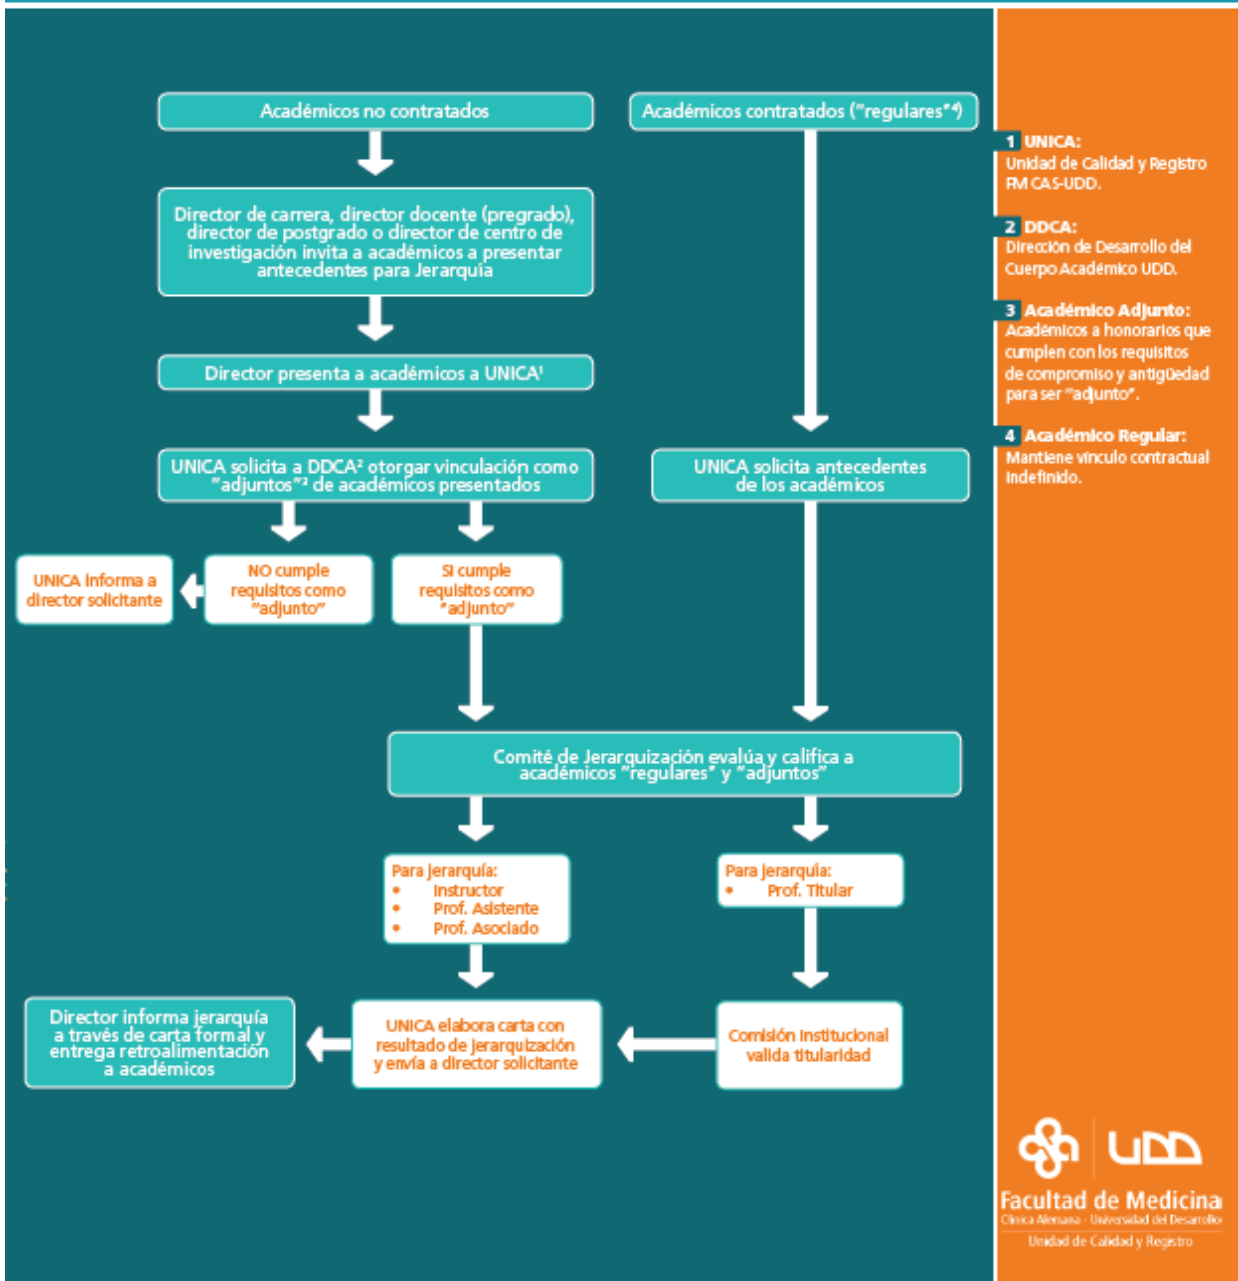 Académicos no contratados
Académicos contratados ("regulares"⁴)
Director de carrera, director docente (pregrado),
director de postgrado o director de centro de
investigación invita a académicos a presentar
antecedentes para Jerarquía
Director presenta a académicos a UNICA¹
UNICA solicita a DDCA² otorgar vinculación como
"adjuntos"³ de académicos presentados
UNICA solicita antecedentes
de los académicos
UNICA informa a
director solicitante
NO cumple
requisitos como
"adjunto"
SI cumple
requisitos como
"adjunto"
Comité de Jerarquización evalúa y califica a
académicos "regulares" y "adjuntos"
Para jerarquía:
• Instructor
• Prof. Asistente
• Prof. Asociado
Para jerarquía:
• Prof. Titular
Director informa jerarquía
a través de carta formal y
entrega retroalimentación
a académicos
UNICA elabora carta con
resultado de jerarquización
y envía a director solicitante
Comisión Institucional
valida titularidad
1 UNICA:
Unidad de Calidad y Registro
FM CAS-UDD.
2 DDCA:
Dirección de Desarrollo del
Cuerpo Académico UDD.
3 Académico Adjunto:
Académicos a honorarios que
cumplen con los requisitos
de compromiso y antigüedad
para ser "adjunto".
4 Académico Regular:
Mantiene vínculo contractual
indefinido.
UDD
Facultad de Medicina
Clínica Alemana - Universidad del Desarrollo
Unidad de Calidad y Registro